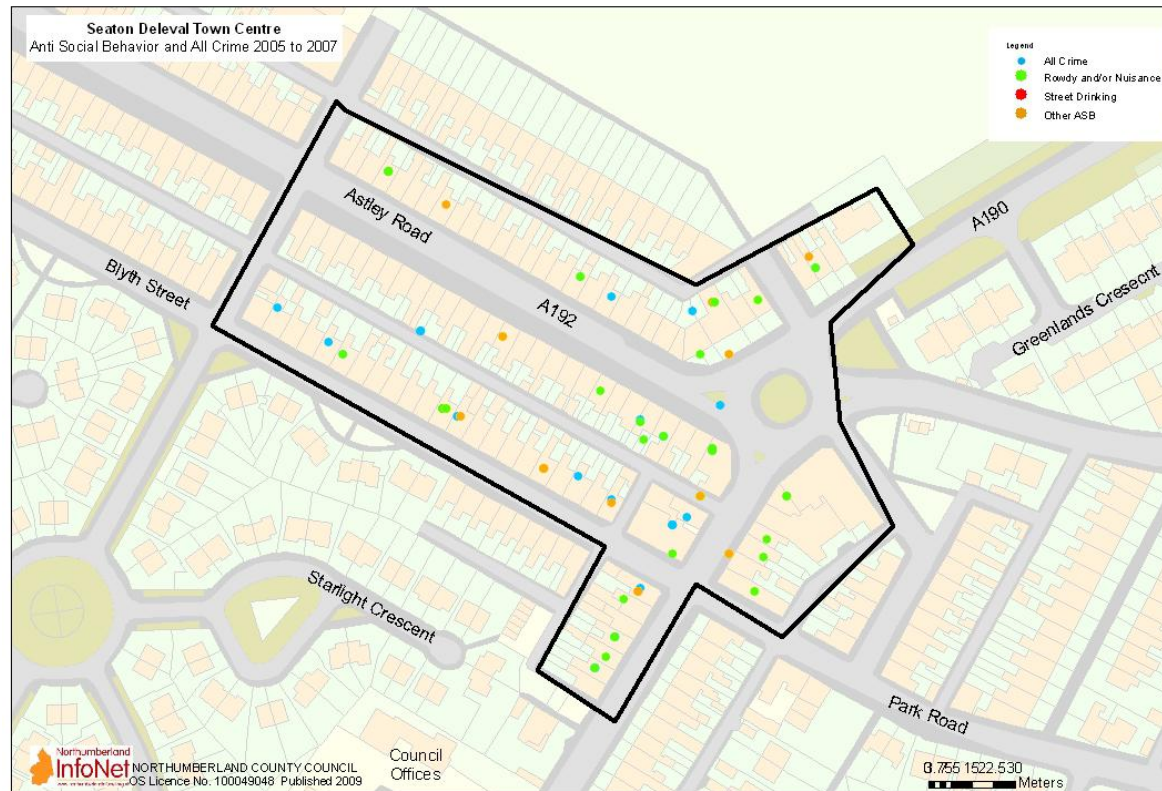 Seaton Deleval Town Centre
Anti Social Behavior and All Crime 2005 to 2007
Legend
All Crime
Rowdy and/or Nuisance
Street Drinking
Other ASB
A190
Astley Road
Greenlands Cresecnt
Blyth Street
A192
Starlight Crescent
Park Road
Council
Offices
Northumberland
InfoNet
NORTHUMBERLAND COUNTY COUNCIL
OS Licence No. 100049048 Published 2009
Meters